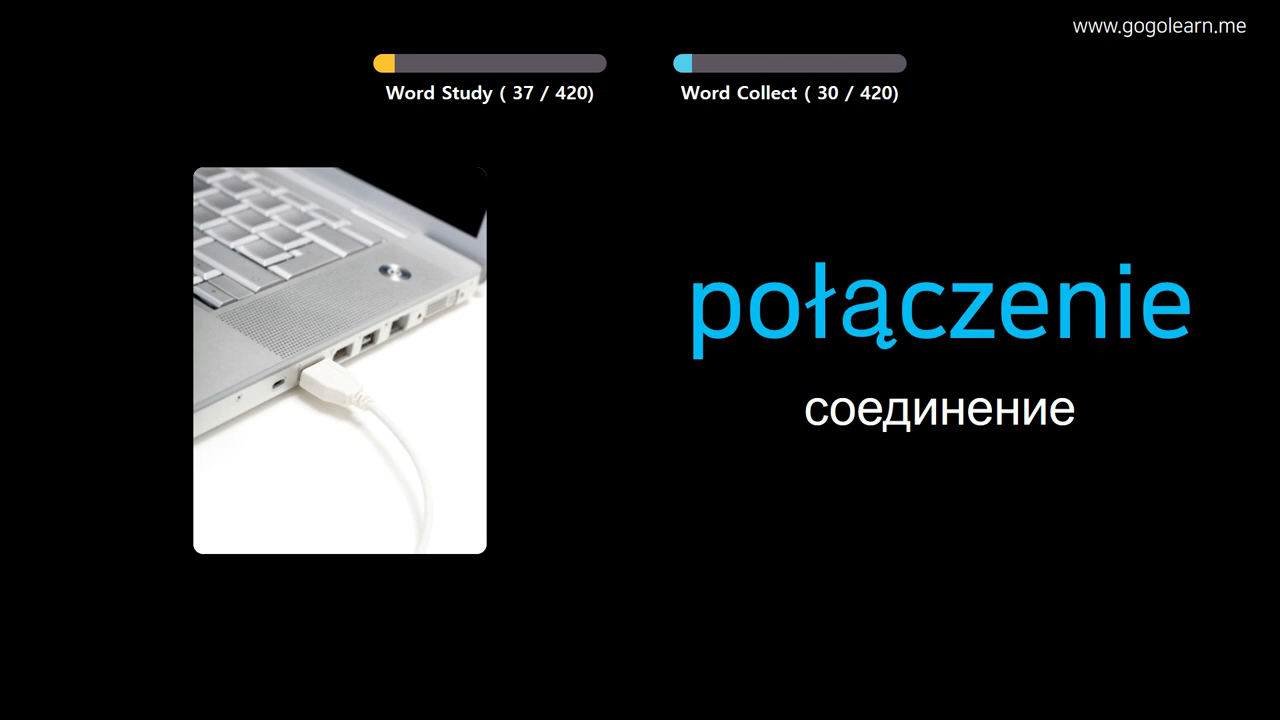 www.gogolearn.me
Word Study ( 37 / 420)
Word Collect ( 30 / 420)
połączenie
соединение